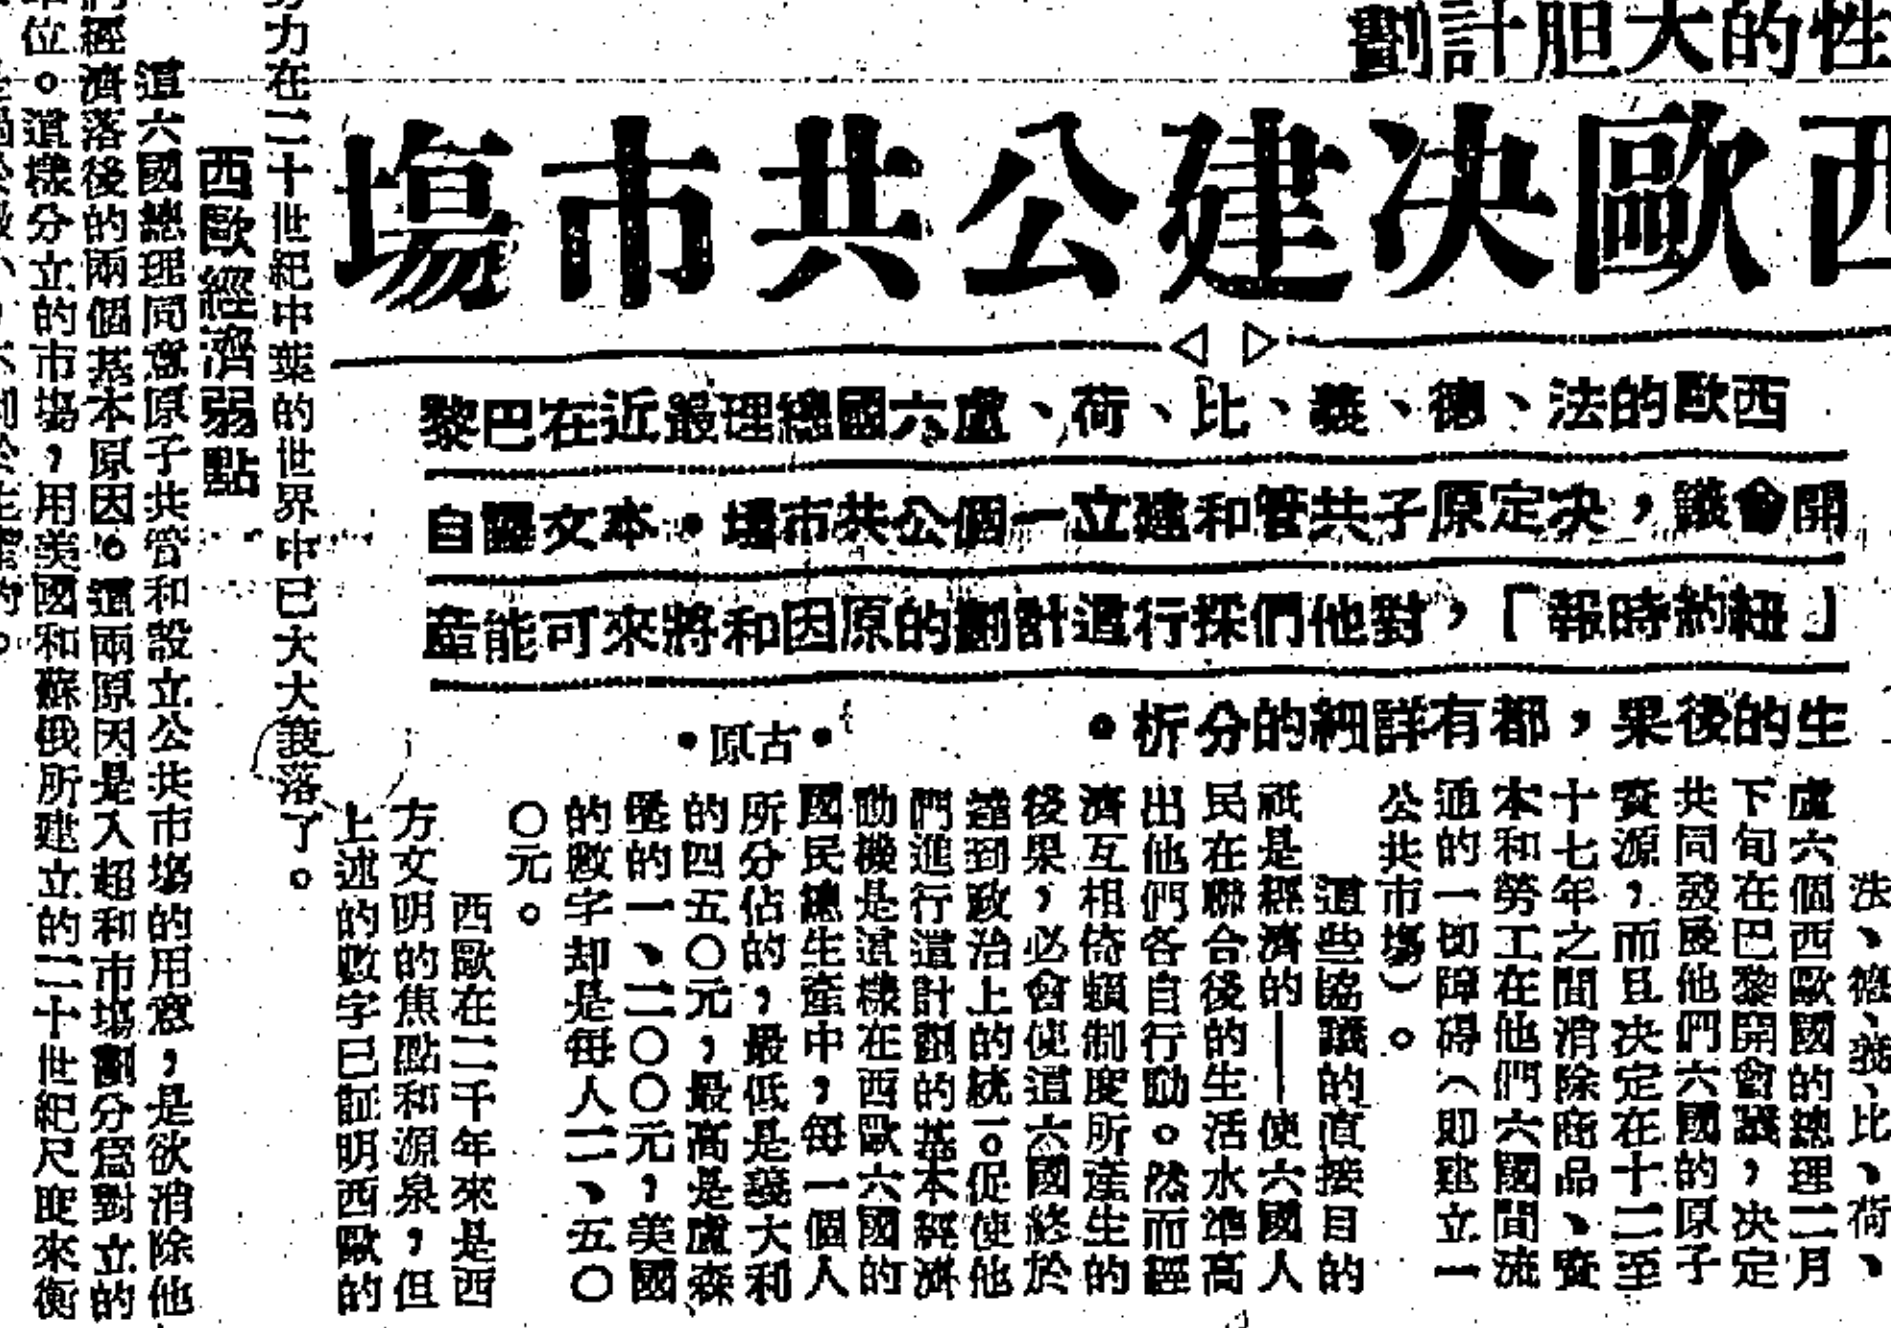 性的大胆計劃
西歐决建公共市塲
西歐的法、德、義、比、荷、盧六國總理最近在巴黎
開會議，决定原子共管和建立一個公共市塲。本文譯自
「紐約時報」，對他們採行這計劃的原因和將來可能產
生的後果，都有詳細的分析。
•古原•
法、德、義、比、荷、
盧六個西歐國的總理二月
下旬在巴黎開會議，决定
共同發展他們六國的原子
資源，而且决定在十二至
十七年之間消除商品、資
本和勞工在他們六國間流
通的一切障碍（即建立一
公共市塲）。
這些協議的直接目的
祇是經濟的——使六國人
民在聯合後的生活水準高
出他們各自行動。然而經
濟互相倚賴制度所產生的
後果，必會使這六國終於
達到政治上的統一。促使他
們進行這計劃的基本經濟
動機是這樣在西歐六國的
國民總生產中，每一個人
所分佔的，最低是義大利
的四五〇元，最高是盧森
堡的一、二〇〇元，美國
的數字却是每人二、五〇
〇元。
西歐在二千年來是西
方文明的焦點和源泉，但
上述的數字已証明西歐的
力在二十世紀中葉的世界中已大大衰落了。
西歐經濟弱點
這六國總理同意原子共管和設立公共市塲的用意，是欲消除他
們經濟落後的兩個基本原因。這兩原因是入超和市塲劃分爲對立的
位。這樣分立的市塲，用美國和蘇俄所建立的二十世紀尺度來衡